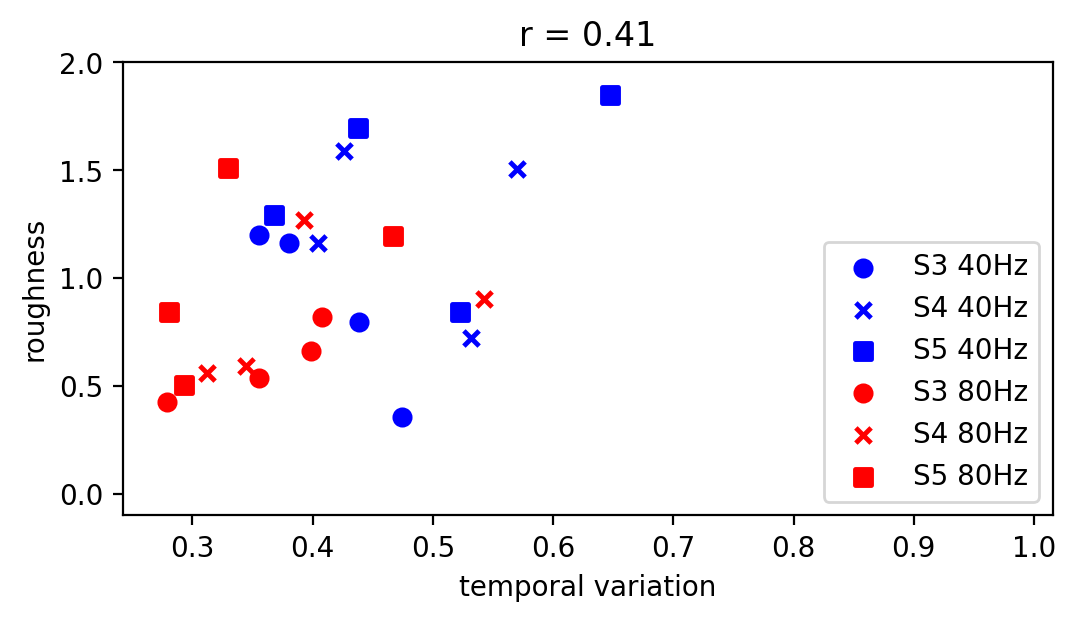 r = 0.41
roughness
2.0
1.5
1.0
0.5
0.0
S3 40Hz
S4 40Hz
S5 40Hz
S3 80Hz
S4 80Hz
S5 80Hz
0.3 0.4 0.5 0.6 0.7 0.8 0.9 1.0
temporal variation